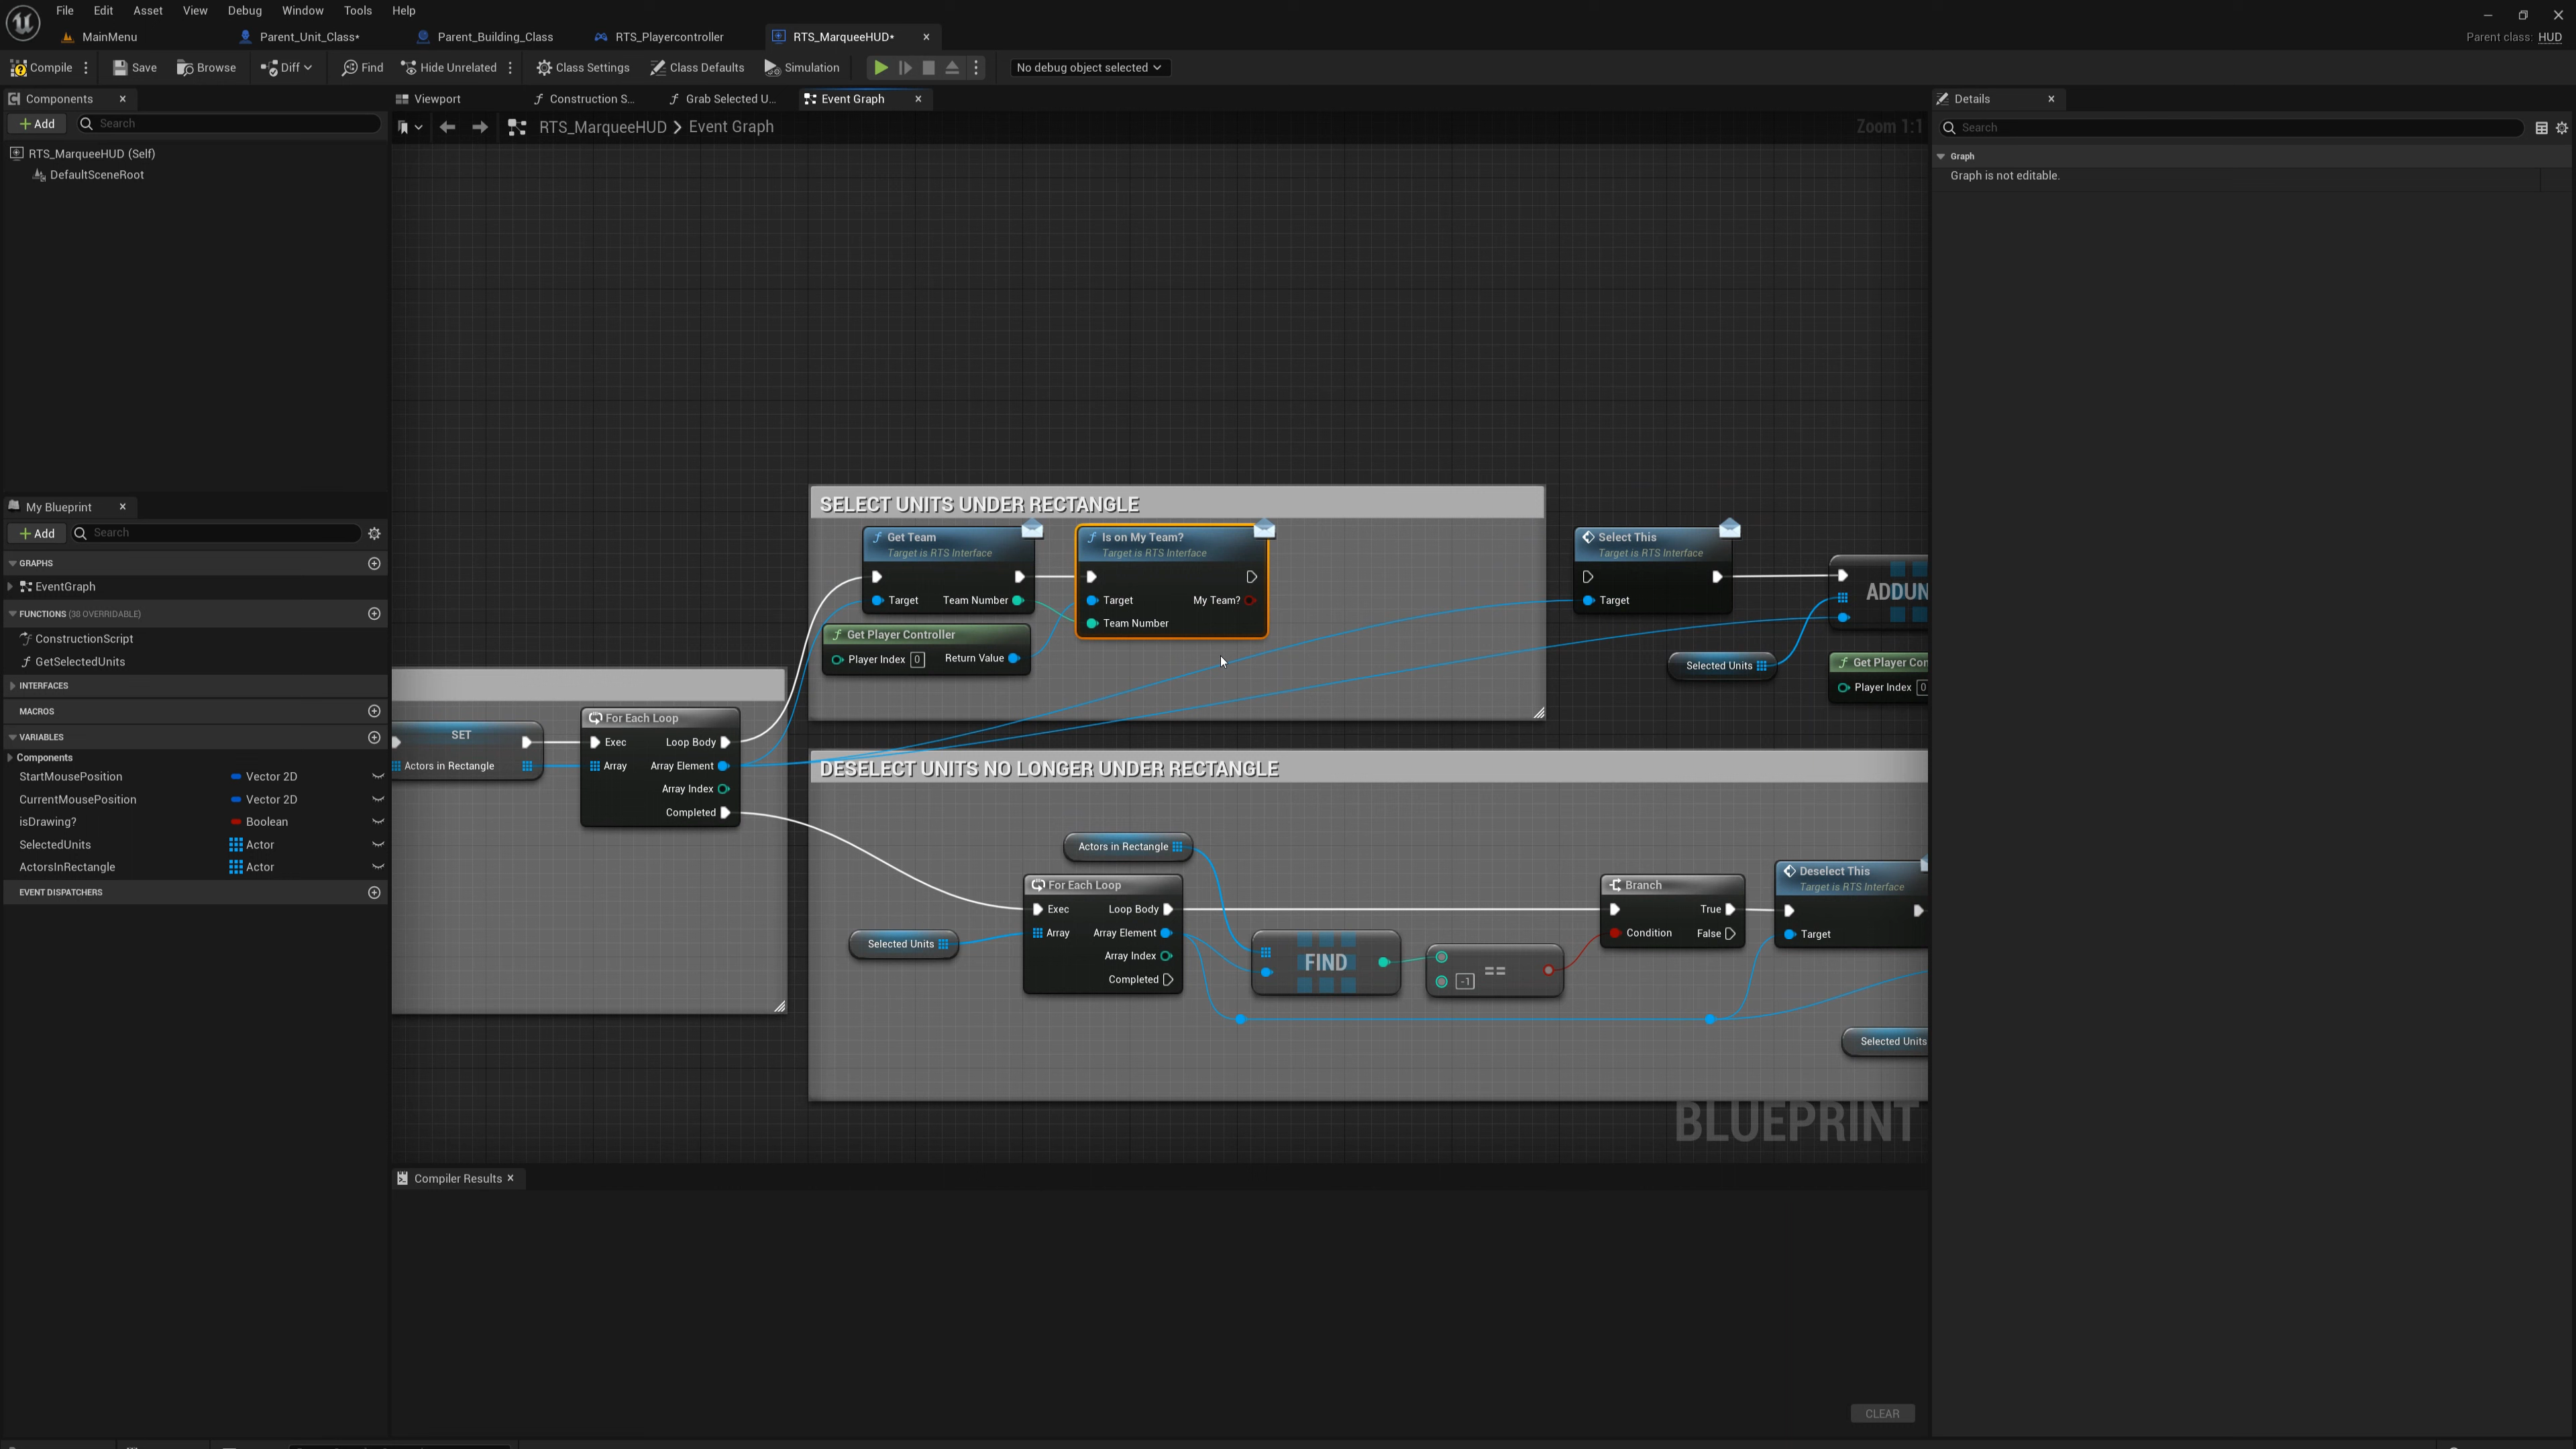 File Edit Asset View Debug Window Tools Help
MainMenu Parent_Unit_Class* Parent_Building_Class RTS_Playercontroller RTS_MarqueeHUD* Parent class: HUD
Compile Save Browse Diff Find Hide Unrelated Class Settings Class Defaults Simulation No debug object selected
Components Viewport Construction S... Grab Selected U... Event Graph Details
Add Search RTS_MarqueeHUD > Event Graph Zoom 1:1 Search
RTS_MarqueeHUD (Self)
DefaultSceneRoot
Graph
Graph is not editable.
My Blueprint
Add Search
GRAPHS
EventGraph
FUNCTIONS (38 OVERRIDABLE)
ConstructionScript
GetSelectedUnits
INTERFACES
MACROS
VARIABLES
Components
StartMousePosition Vector 2D
CurrentMousePosition Vector 2D
isDrawing? Boolean
SelectedUnits Actor
ActorsInRectangle Actor
EVENT DISPATCHERS
SELECT UNITS UNDER RECTANGLE
Get Team
Target is RTS Interface
Target Team Number
Get Player Controller
Player Index 0 Return Value
Is on My Team?
Target is RTS Interface
Target My Team?
Team Number
Select This
Target is RTS Interface
Target
ADDUN
Selected Units
Get Player Con
Player Index 0
SET
Actors in Rectangle
For Each Loop
Exec Loop Body
Array Array Element
Array Index
Completed
DESELECT UNITS NO LONGER UNDER RECTANGLE
Actors in Rectangle
Selected Units
For Each Loop
Exec Loop Body
Array Array Element
Array Index
Completed
FIND
==
-1
Branch
True
Condition False
Deselect This
Target is RTS Interface
Target
Selected Units
BLUEPRINT
Compiler Results
CLEAR